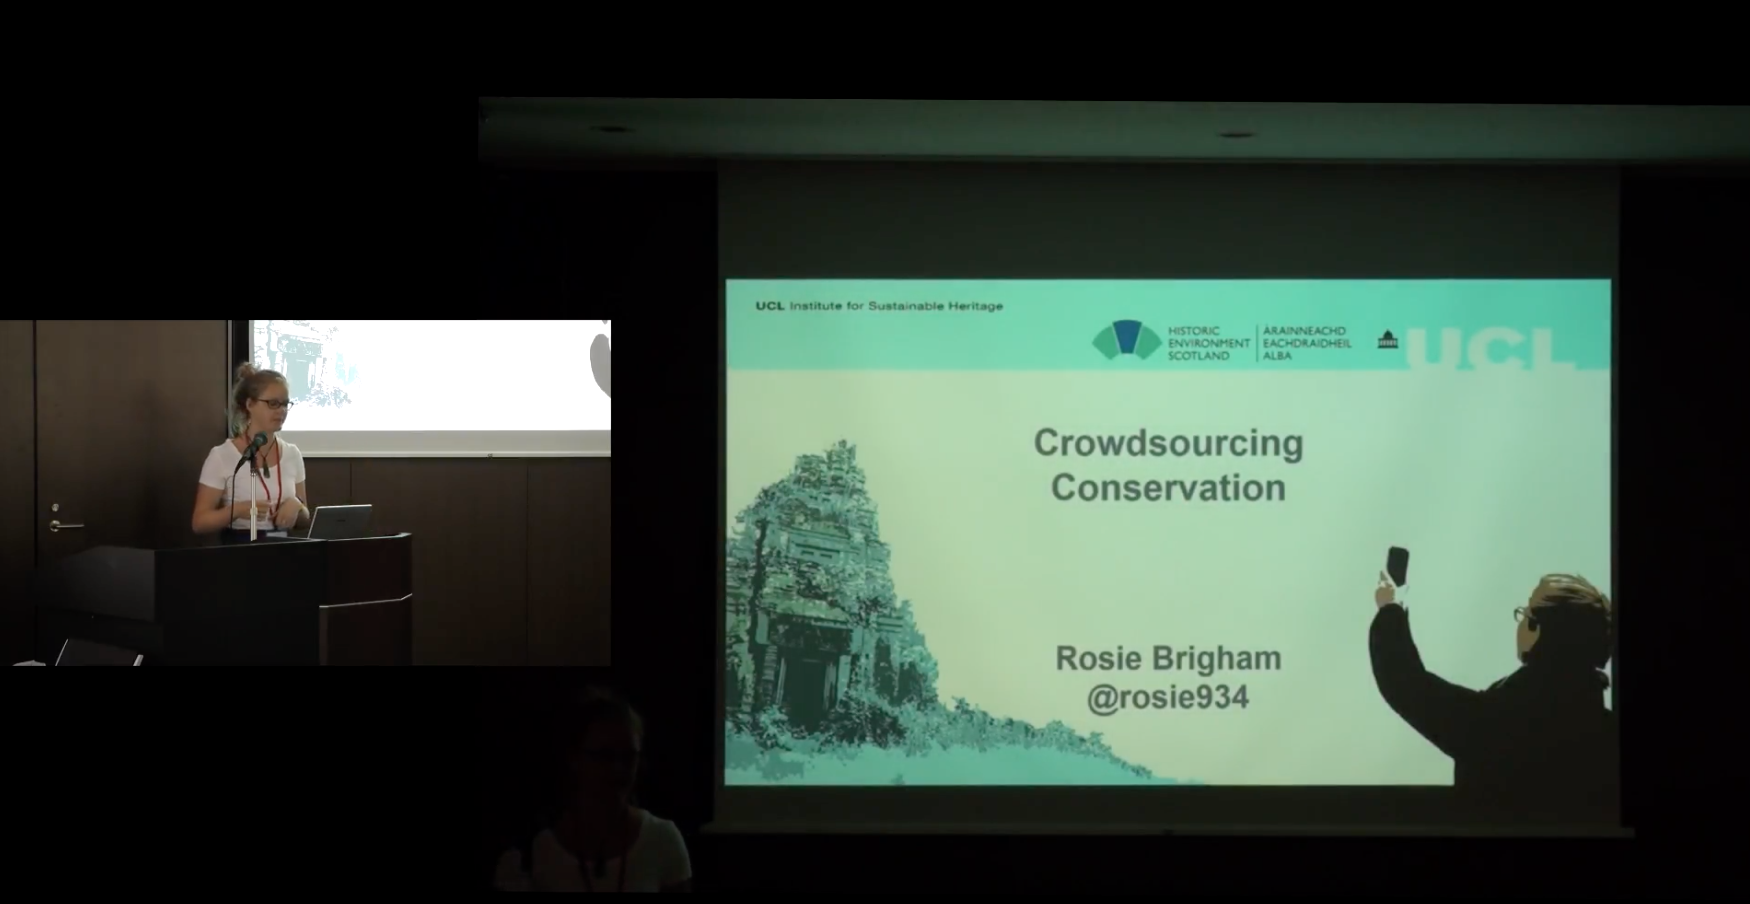 UCL Institute for Sustainable Heritage
HISTORIC
ENVIRONMENT
SCOTLAND
ÀRAINNEACHD
EACHDRAIDHEIL
ALBA
UCL
Crowdsourcing
Conservation
Rosie Brigham
@rosie934